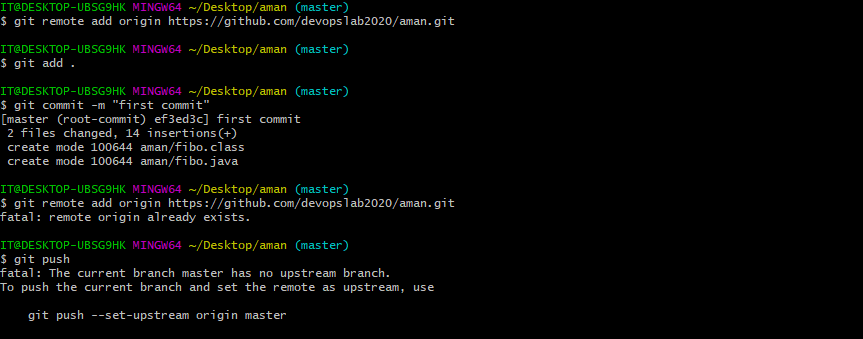 IT@DESKTOP-UBSG9HK MINGW64 ~/Desktop/aman (master)
$ git remote add origin https://github.com/devopslab2020/aman.git
IT@DESKTOP-UBSG9HK MINGW64 ~/Desktop/aman (master)
$ git add .
IT@DESKTOP-UBSG9HK MINGW64 ~/Desktop/aman (master)
$ git commit -m "first commit"
[master (root-commit) ef3ed3c] first commit
 2 files changed, 14 insertions(+)
 create mode 100644 aman/fibo.class
 create mode 100644 aman/fibo.java
IT@DESKTOP-UBSG9HK MINGW64 ~/Desktop/aman (master)
$ git remote add origin https://github.com/devopslab2020/aman.git
fatal: remote origin already exists.
IT@DESKTOP-UBSG9HK MINGW64 ~/Desktop/aman (master)
$ git push
fatal: The current branch master has no upstream branch.
To push the current branch and set the remote as upstream, use
    git push --set-upstream origin master